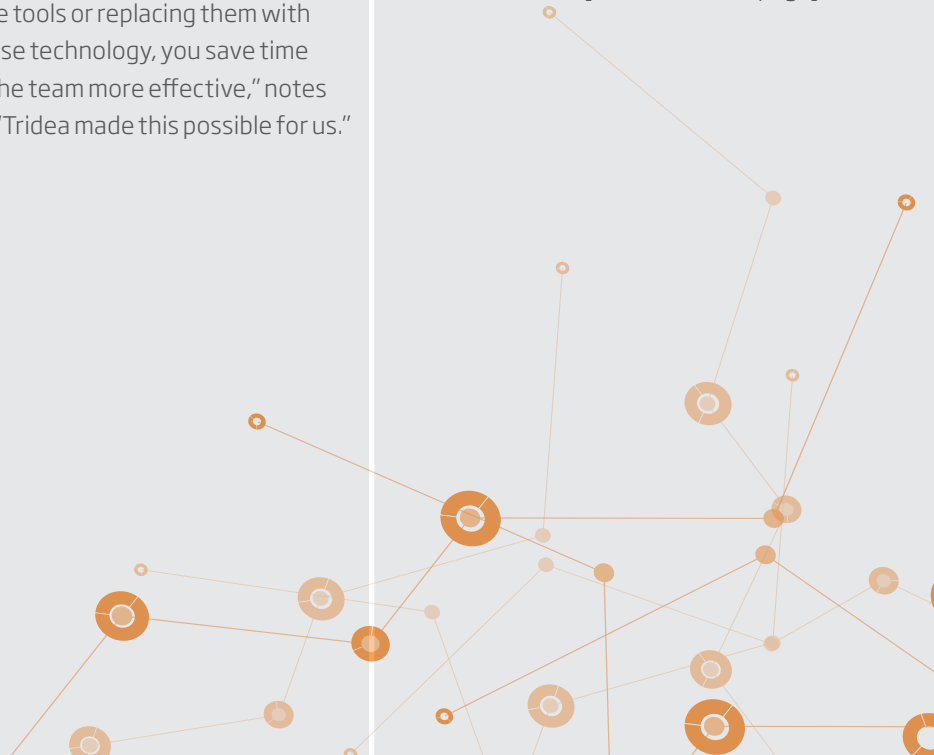 e tools or replacing them with
se technology, you save time
he team more effective,” notes
“Tridea made this possible for us.”